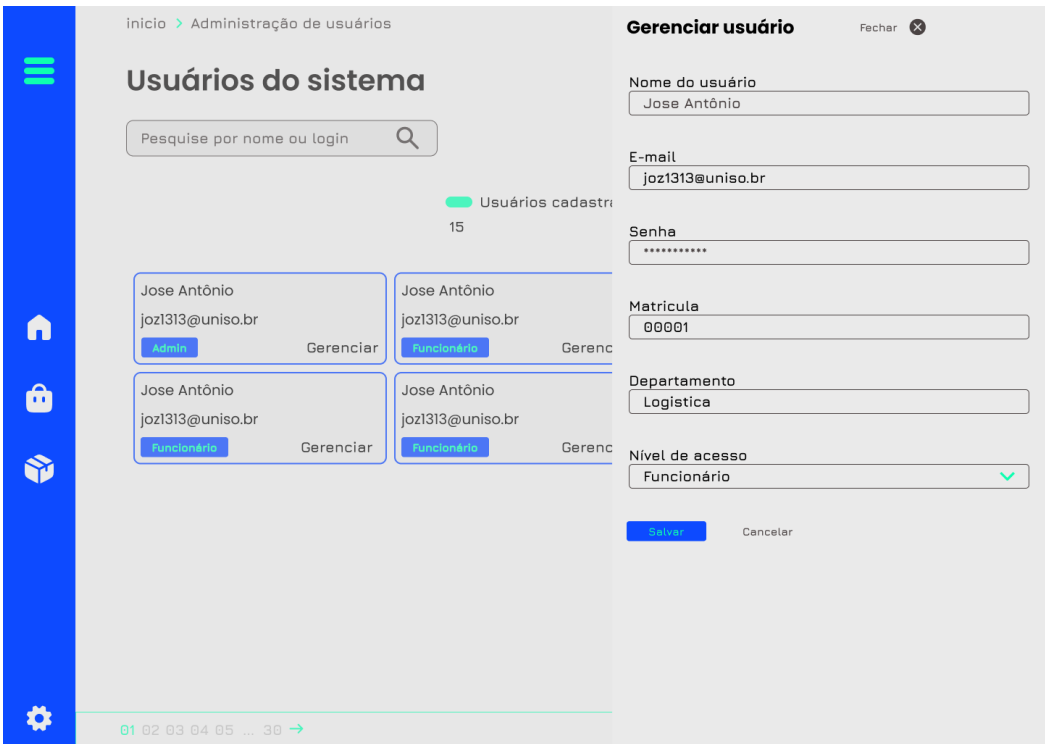 inicio > Administração de usuários
Usuários do sistema
Pesquise por nome ou login
Usuários cadastra
15
Jose Antônio
joz1313@uniso.br
Admin Gerenciar
Jose Antônio
joz1313@uniso.br
Funcionário Gerenc
Jose Antônio
joz1313@uniso.br
Funcionário Gerenciar
Jose Antônio
joz1313@uniso.br
Funcionário Gerenc
01 02 03 04 05 ... 30 →
Gerenciar usuário Fechar
Nome do usuário
Jose Antônio
E-mail
joz1313@uniso.br
Senha
***********
Matricula
00001
Departamento
Logistica
Nível de acesso
Funcionário
Salvar Cancelar